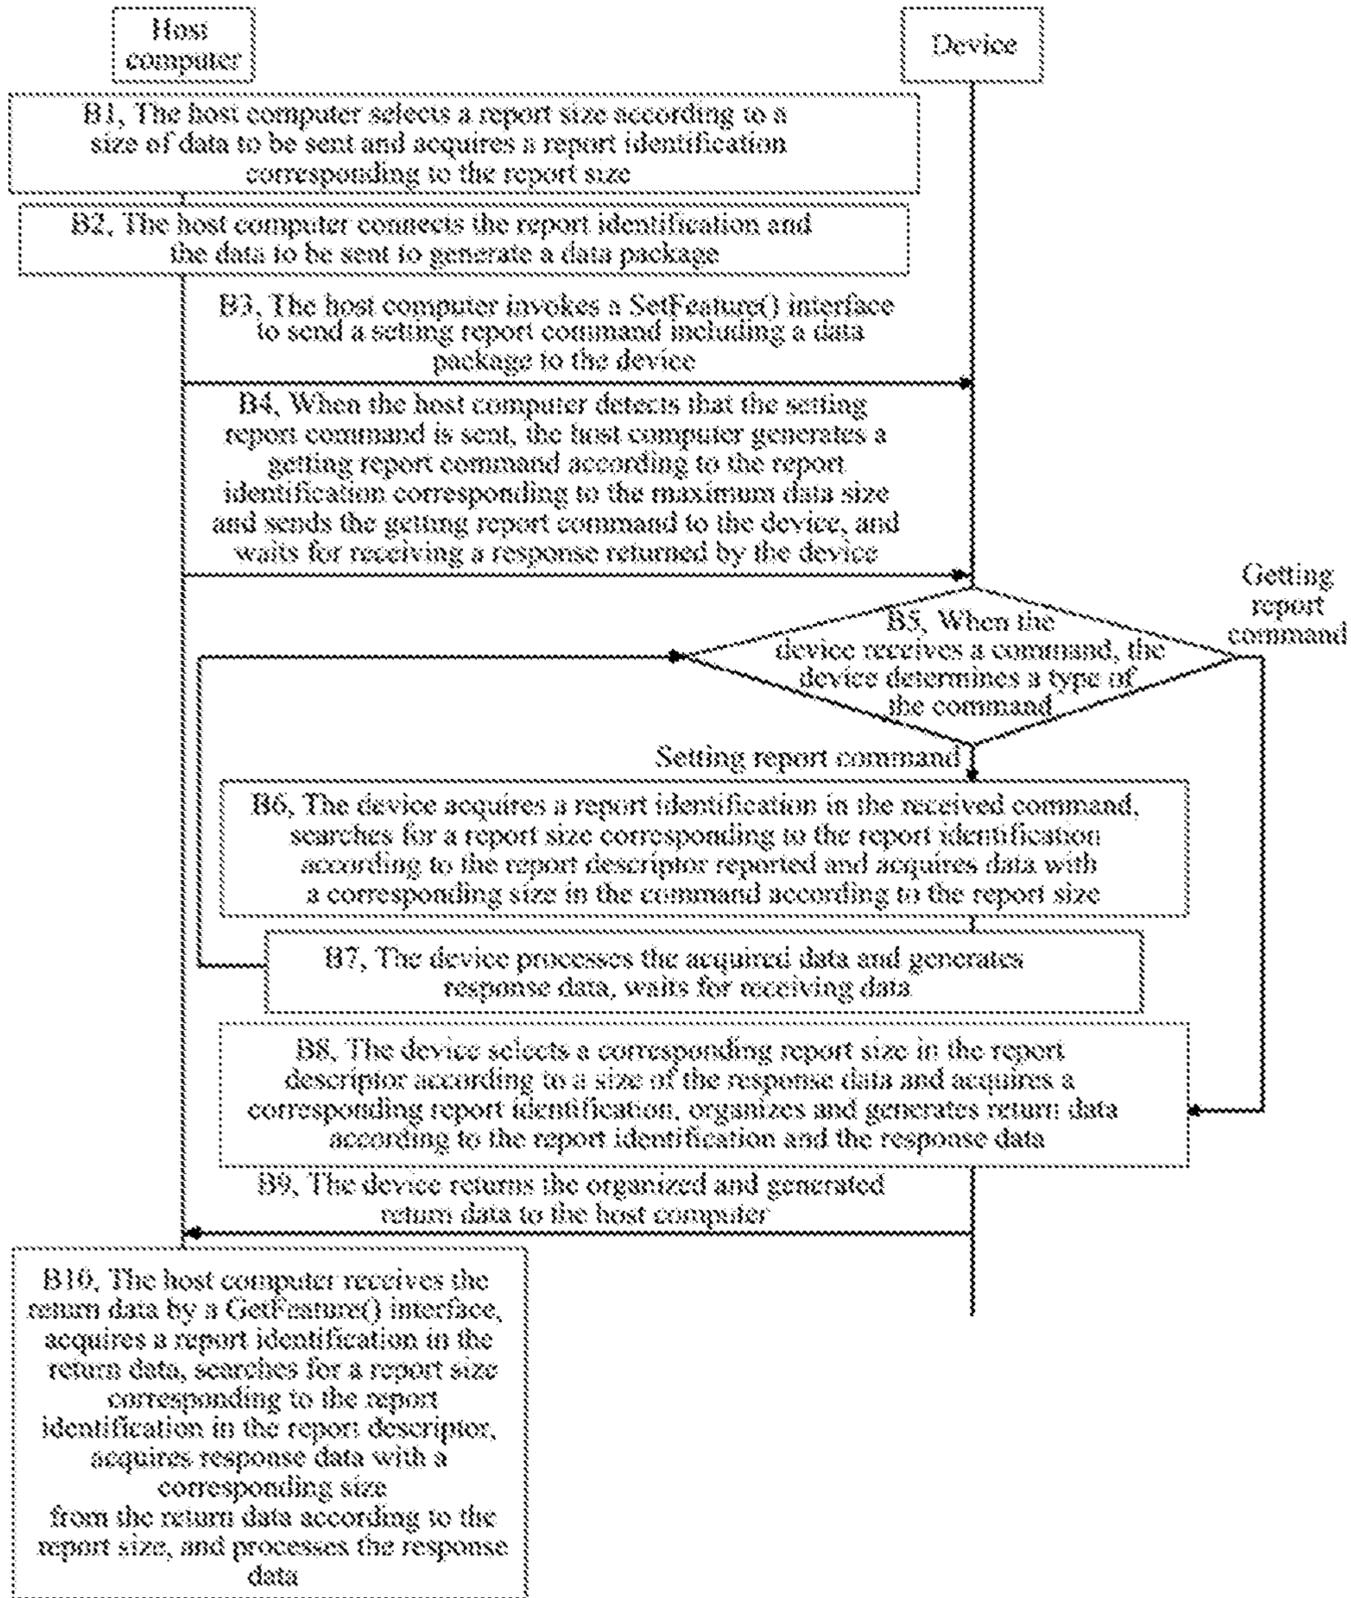 Host
computer
Device
B1, The host computer selects a report size according to a
size of data to be sent and acquires a report identification
corresponding to the report size
B2, The host computer connects the report identification and
the data to be sent to generate a data package
B3, The host computer invokes a SetFeature() interface
to send a setting report command including a data
package to the device
B4, When the host computer detects that the setting
report command is sent, the host computer generates a
getting report command according to the report
identification corresponding to the maximum data size
and sends the getting report command to the device, and
waits for receiving a response returned by the device
Getting
report
command
B5, When the
device receives a command, the
device determines a type of
the command
Setting report command
B6, The device acquires a report identification in the received command,
searches for a report size corresponding to the report identification
according to the report descriptor reported and acquires data with
a corresponding size in the command according to the report size
B7, The device processes the acquired data and generates
response data, waits for receiving data
B8, The device selects a corresponding report size in the report
descriptor according to a size of the response data and acquires a
corresponding report identification, organizes and generates return data
according to the report identification and the response data
B9, The device returns the organized and generated
return data to the host computer
B10, The host computer receives the
return data by a GetFeature() interface,
acquires a report identification in the
return data, searches for a report size
corresponding to the report
identification in the report descriptor,
acquires response data with a
corresponding size
from the return data according to the
report size, and processes the response
data